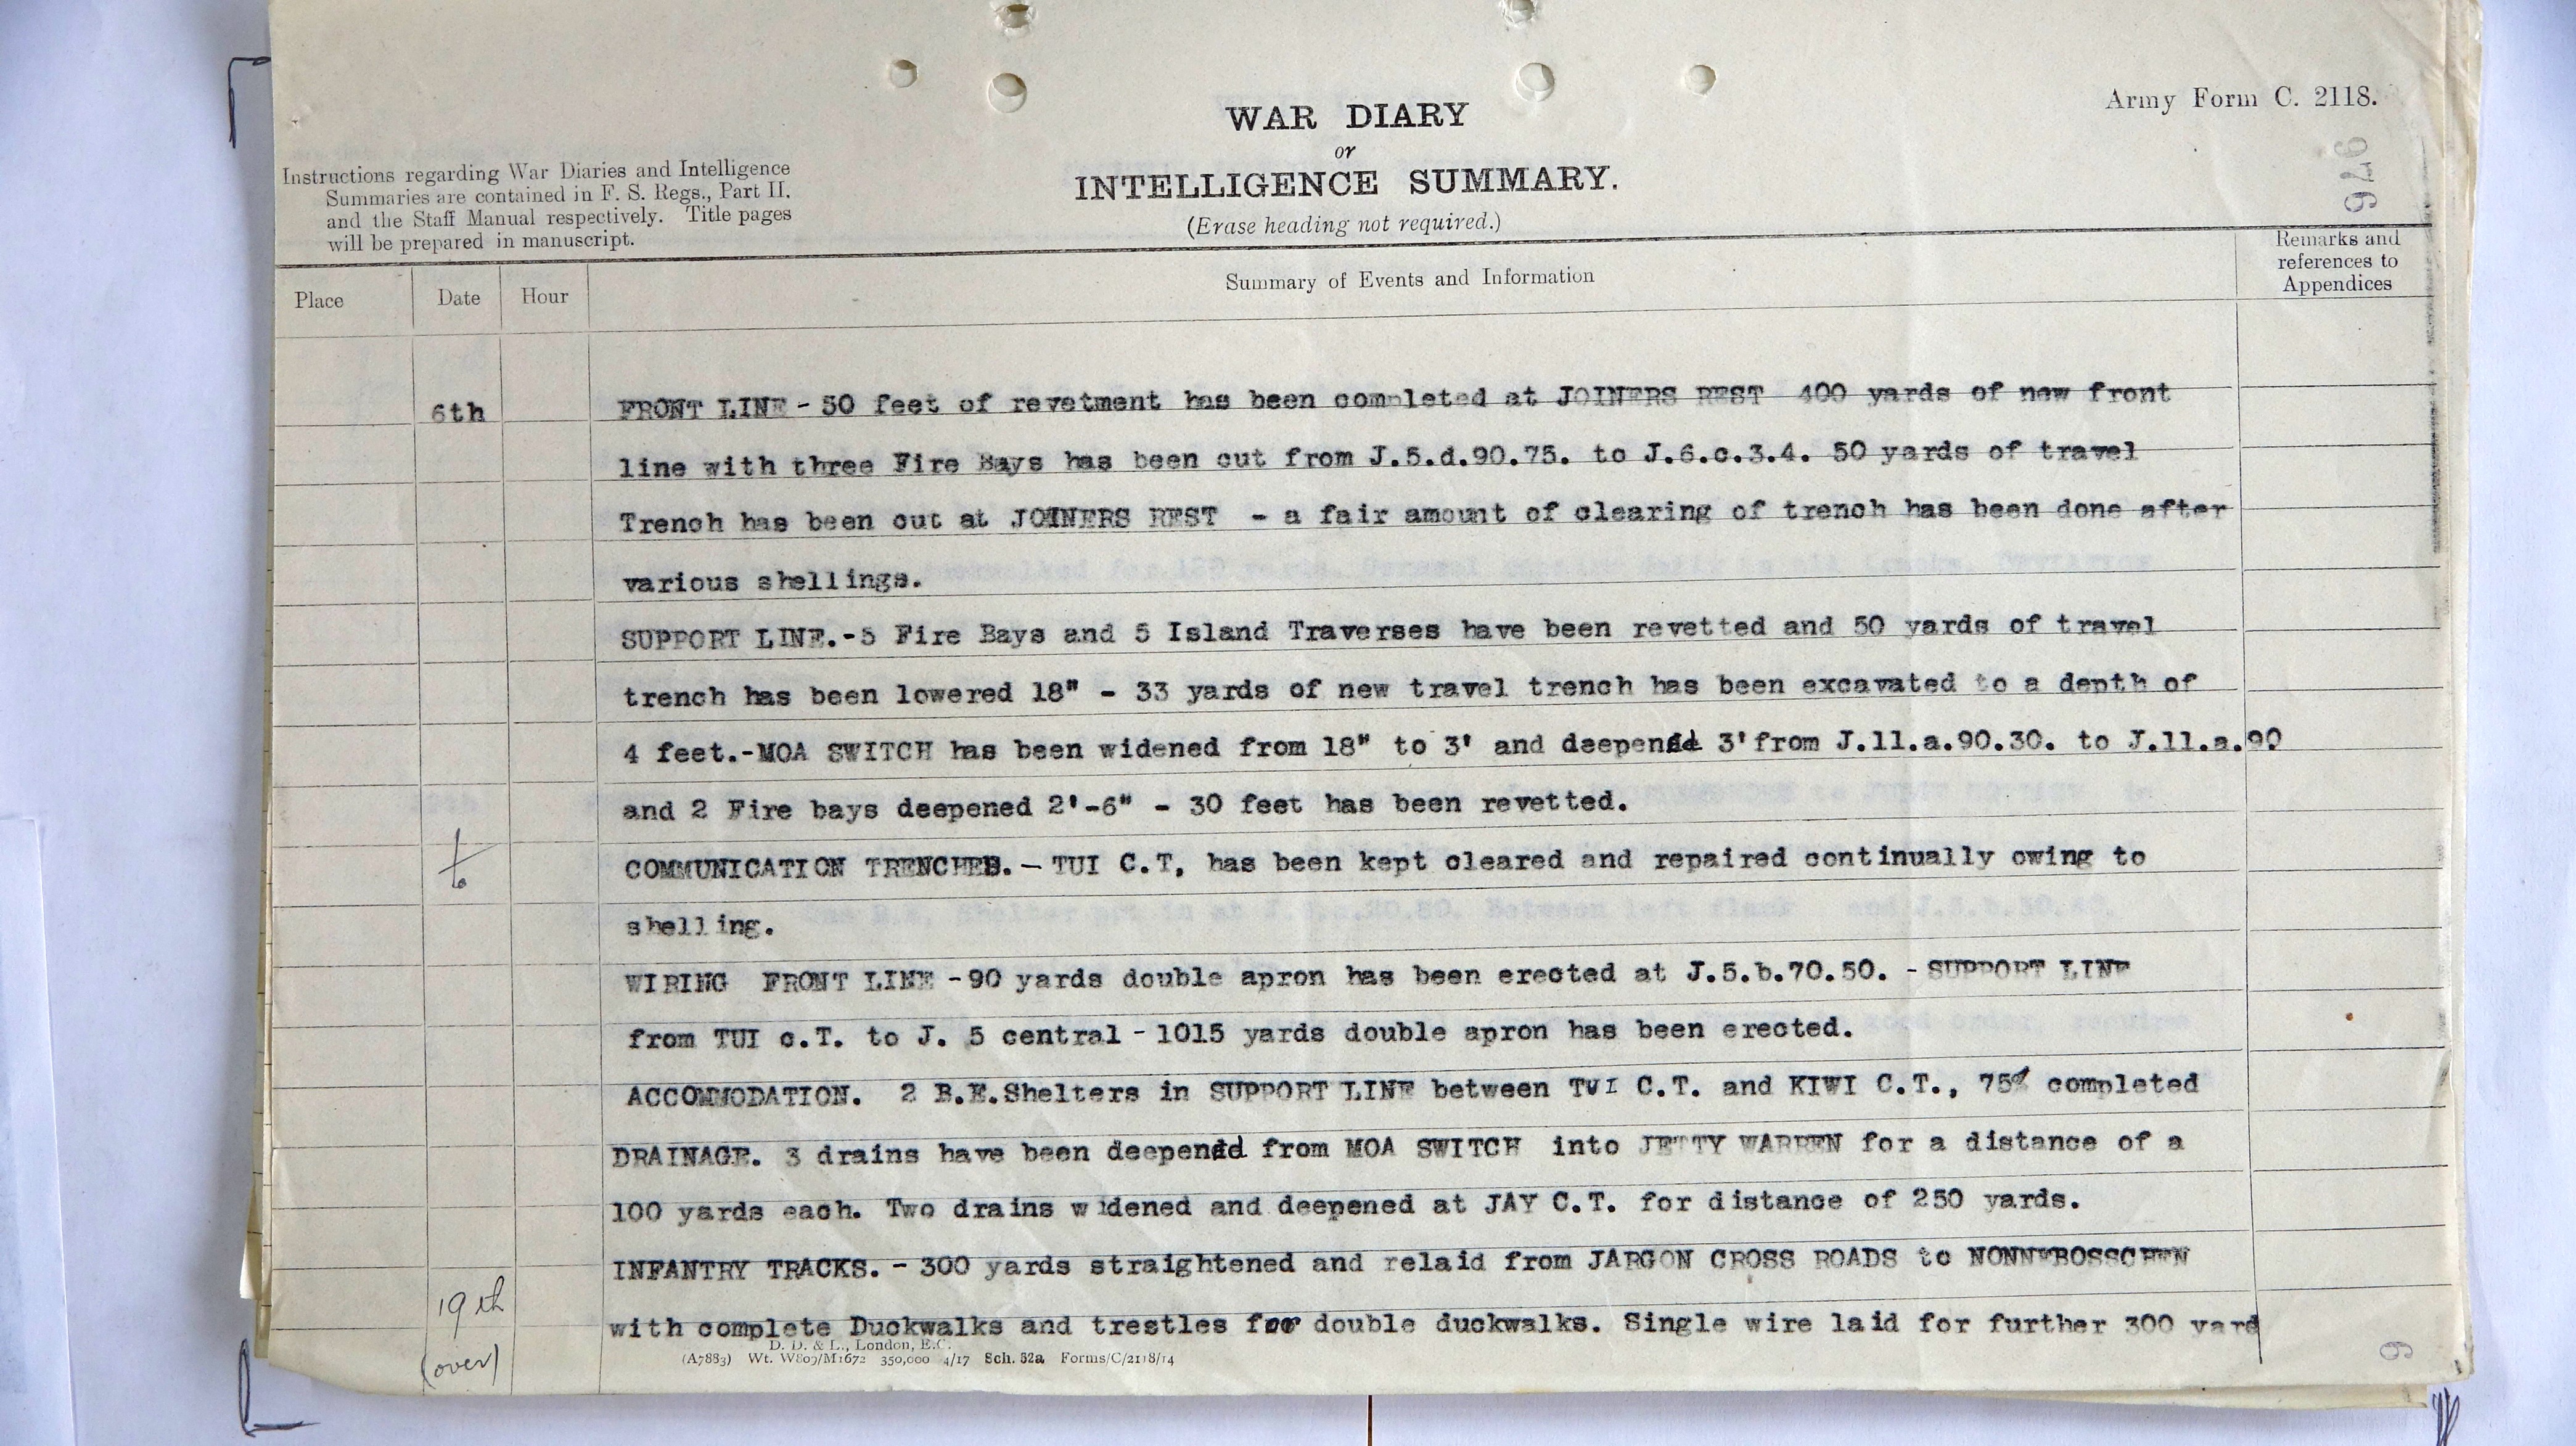 Army Form C. 2118.
WAR DIARY
or
INTELLIGENCE SUMMARY.
(Erase heading not required.)
Instructions regarding War Diaries and Intelligence
Summaries are contained in F. S. Regs., Part II.
and the Staff Manual respectively. Title pages
will be prepared in manuscript.
976
Place
Date
Hour
Summary of Events and Information
Remarks and
references to
Appendices
6th
FRONT LINE - 50 feet of revetment has been completed at JOINERS REST 400 yards of new front
line with three Fire Bays has been cut from J.5.d.90.75. to J.6.c.3.4. 50 yards of travel
Trench has been cut at JOINERS REST - a fair amount of clearing of trench has been done after
various shellings.
SUPPORT LINE.-5 Fire Bays and 5 Island Traverses have been revetted and 50 yards of travel
trench has been lowered 18" - 33 yards of new travel trench has been excavated to a depth of
4 feet.-MOA SWITCH has been widened from 18" to 3' and deepened 3' from J.11.a.90.30. to J.11.a.90
and 2 Fire bays deepened 2'-6" - 30 feet has been revetted.
to
COMMUNICATION TRENCHES. - TUI C.T, has been kept cleared and repaired continually owing to
shelling.
WIRING FRONT LINE - 90 yards double apron has been erected at J.5.b.70.50. - SUPPORT LINE
from TUI c.T. to J. 5 central - 1015 yards double apron has been erected.
ACCOMMODATION. 2 B.E.Shelters in SUPPORT LINE between TUI C.T. and KIWI C.T., 75% completed
DRAINAGE. 3 drains have been deepened from MOA SWITCH into JETTY WARREN for a distance of a
100 yards each. Two drains widened and deepened at JAY C.T. for distance of 250 yards.
INFANTRY TRACKS. - 300 yards straightened and relaid from JARGON CROSS ROADS to NONNEBOSSCHEN
19th
with complete Duckwalks and trestles for double duckwalks. Single wire laid for further 300 yard
(over)
D. D. & L., London, E.C.
(A7883) Wt. W809/M1672 350,000 4/17 Sch. 52a Forms/C/2118/14
9